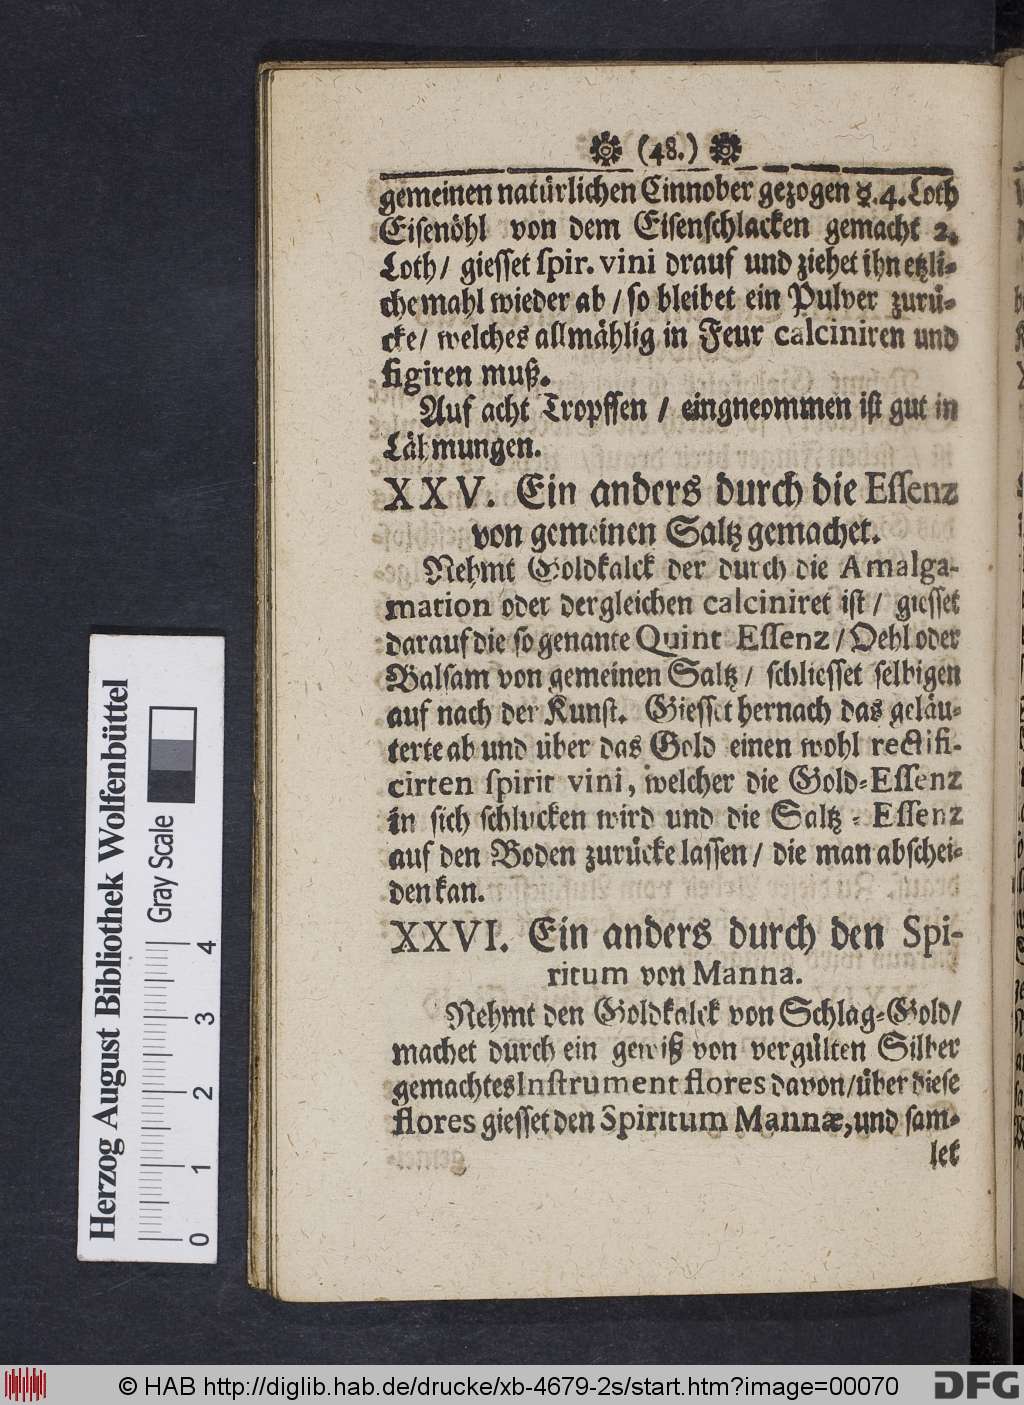 (48.)
gemeinen natürlichen Cinnober gezogen ☿.4.Loth
Eisenöhl von dem Eisenschlacken gemacht 2.
Loth/ giesset spir. vini drauf und ziehet ihn etzli-
che mahl wieder ab / so bleibet ein Pulver zurü-
cke/ welches allmählig in Feur calciniren und
figiren muß.
Auf acht Tropffen / eingneommen ist gut in
Lähmungen.
XXV. Ein anders durch die Essenz
von gemeinen Saltz gemachet.
Nehmt Goldkalck der durch die Amalga-
mation oder dergleichen calciniret ist / giesset
darauf die so genante Quint Essenz / Oehl oder
Balsam von gemeinen Saltz / schliesset selbigen
auf nach der Kunst. Giesset hernach das geläu-
terte ab und über das Gold einen wohl rectifi-
cirten spirit vini, welcher die Gold-Essenz
in sich schlucken wird und die Saltz-Essenz
auf den Boden zurücke lassen / die man abschei-
den kan.
XXVI. Ein anders durch den Spi-
ritum von Manna.
Nehmt den Goldkalck von Schlag-Gold/
machet durch ein gewiß von vergülten Silber
gemachtes Instrument flores davon/über diese
flores giesset den Spiritum Mannæ, und sam-
let
Herzog August Bibliothek Wolfenbüttel
Gray Scale
0 1 2 3 4
© HAB http://diglib.hab.de/drucke/xb-4679-2s/start.htm?image=00070
DFG